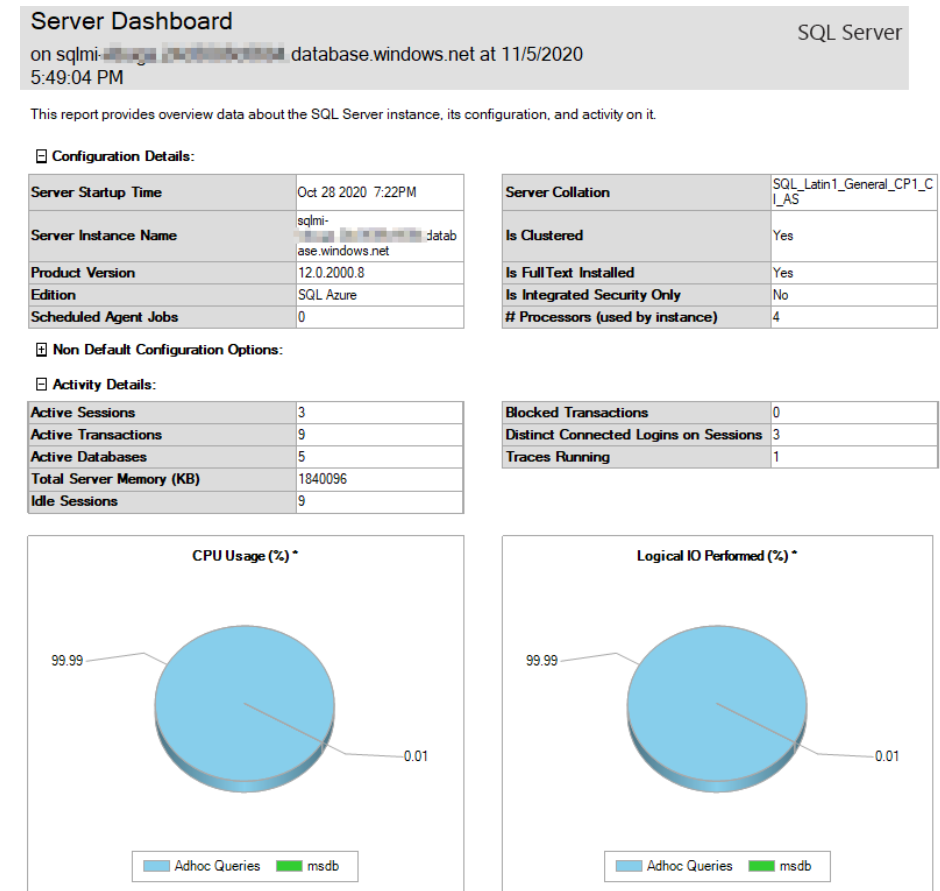 Server Dashboard
SQL Server
on sqlmi- .database.windows.net at 11/5/2020
5:49:04 PM
This report provides overview data about the SQL Server instance, its configuration, and activity on it.
Configuration Details:
Server Startup Time Oct 28 2020 7:22PM
Server Instance Name sqlmi-
datab
ase.windows.net
Product Version 12.0.2000.8
Edition SQL Azure
Scheduled Agent Jobs 0
Server Collation SQL_Latin1_General_CP1_C
I_AS
Is Clustered Yes
Is FullText Installed Yes
Is Integrated Security Only No
# Processors (used by instance) 4
Non Default Configuration Options:
Activity Details:
Active Sessions 3
Active Transactions 9
Active Databases 5
Total Server Memory (KB) 1840096
Idle Sessions 9
Blocked Transactions 0
Distinct Connected Logins on Sessions 3
Traces Running 1
CPU Usage (%) *
99.99
0.01
Adhoc Queries msdb
Logical IO Performed (%) *
99.99
0.01
Adhoc Queries msdb